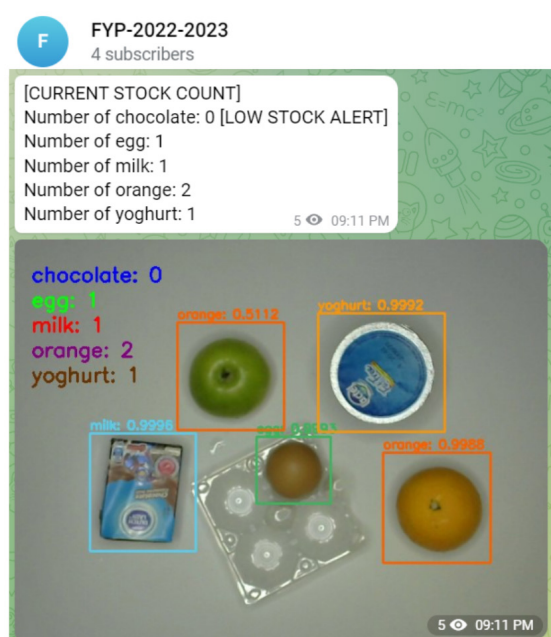 F
FYP-2022-2023
4 subscribers
[CURRENT STOCK COUNT]
Number of chocolate: 0 [LOW STOCK ALERT]
Number of egg: 1
Number of milk: 1
Number of orange: 2
Number of yoghurt: 1
5 09:11 PM
chocolate: 0
egg: 1
milk: 1
orange: 2
yoghurt: 1
orange: 0.5112
yoghurt: 0.9992
milk: 0.9996
orange: 0.9988
5 09:11 PM